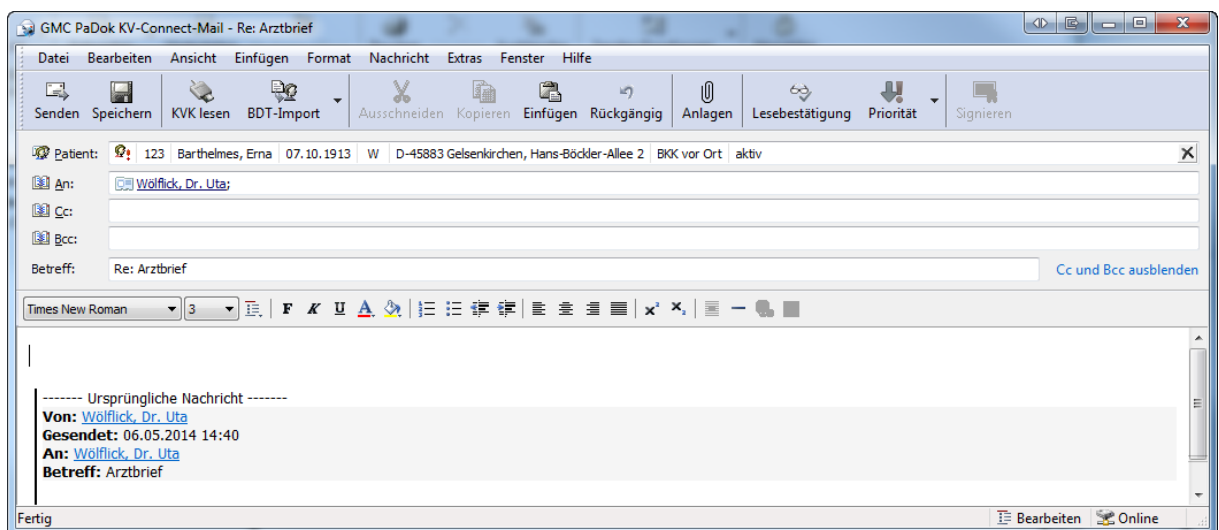 GMC PaDok KV-Connect-Mail - Re: Arztbrief
Datei Bearbeiten Ansicht Einfügen Format Nachricht Extras Fenster Hilfe
Senden Speichern KVK lesen BDT-Import Ausschneiden Kopieren Einfügen Rückgängig Anlagen Lesebestätigung Priorität Signieren
Patient: 123 Barthelmes, Erna 07.10.1913 W D-45883 Gelsenkirchen, Hans-Böckler-Allee 2 BKK vor Ort aktiv
An: Wölflick, Dr. Uta;
Cc:
Bcc:
Betreff: Re: Arztbrief Cc und Bcc ausblenden
Times New Roman 3 F K U A x² x,
------- Ursprüngliche Nachricht -------
Von: Wölflick, Dr. Uta
Gesendet: 06.05.2014 14:40
An: Wölflick, Dr. Uta
Betreff: Arztbrief
Fertig Bearbeiten Online